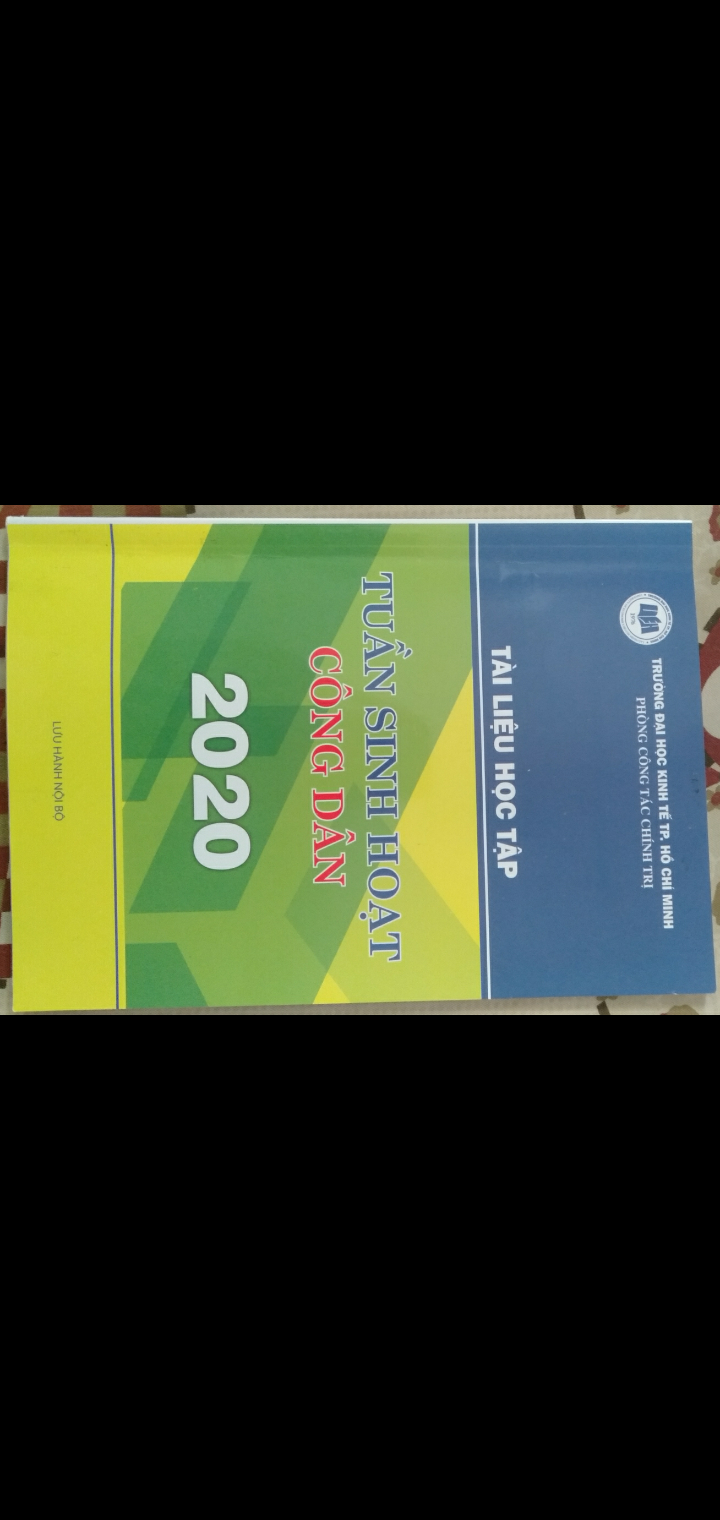 TRƯỜNG ĐẠI HỌC KINH TẾ TP. HỒ CHÍ MINH
PHÒNG CÔNG TÁC CHÍNH TRỊ
1976
TÀI LIỆU HỌC TẬP
TUẦN SINH HOẠT
CÔNG DÂN
2020
LƯU HÀNH NỘI BỘ